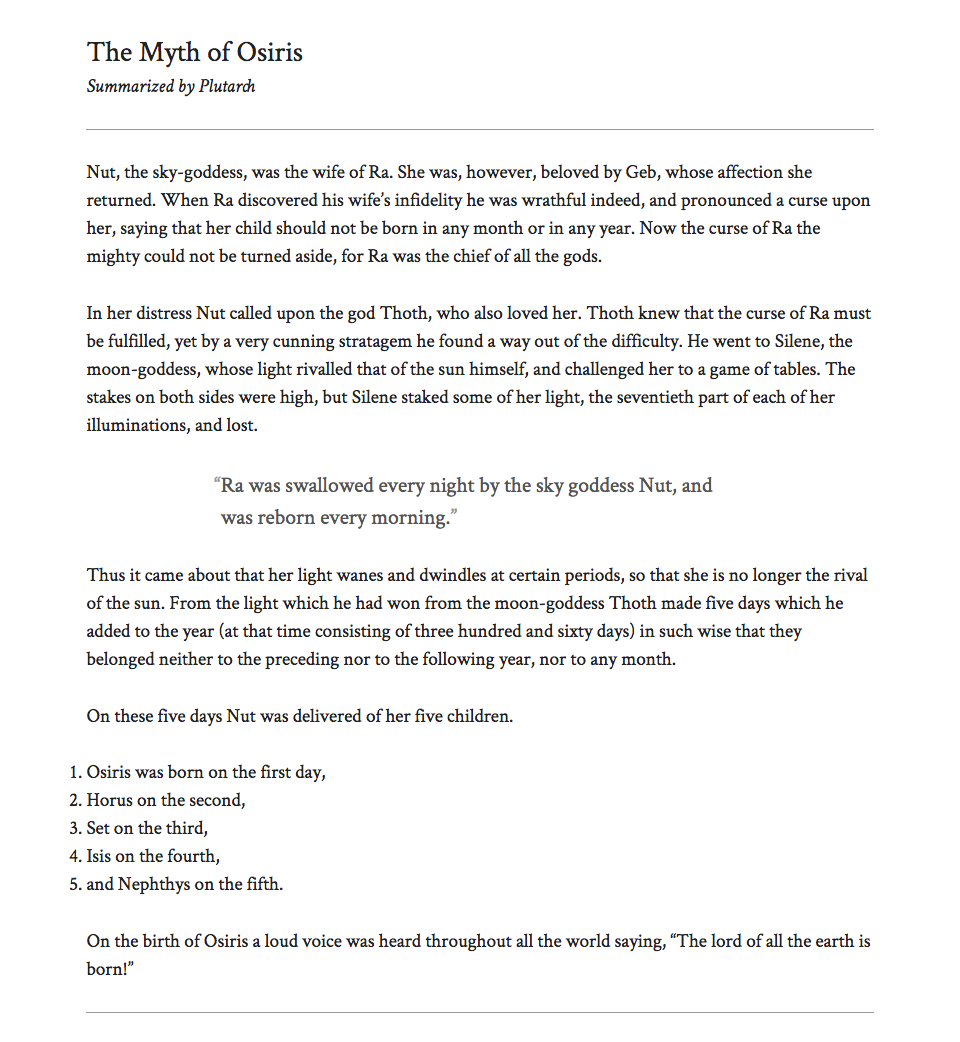 The Myth of Osiris
Summarized by Plutarch
Nut, the sky-goddess, was the wife of Ra. She was, however, beloved by Geb, whose affection she
returned. When Ra discovered his wife’s infidelity he was wrathful indeed, and pronounced a curse upon
her, saying that her child should not be born in any month or in any year. Now the curse of Ra the
mighty could not be turned aside, for Ra was the chief of all the gods.
In her distress Nut called upon the god Thoth, who also loved her. Thoth knew that the curse of Ra must
be fulfilled, yet by a very cunning stratagem he found a way out of the difficulty. He went to Silene, the
moon-goddess, whose light rivalled that of the sun himself, and challenged her to a game of tables. The
stakes on both sides were high, but Silene staked some of her light, the seventieth part of each of her
illuminations, and lost.
“Ra was swallowed every night by the sky goddess Nut, and
was reborn every morning.”
Thus it came about that her light wanes and dwindles at certain periods, so that she is no longer the rival
of the sun. From the light which he had won from the moon-goddess Thoth made five days which he
added to the year (at that time consisting of three hundred and sixty days) in such wise that they
belonged neither to the preceding nor to the following year, nor to any month.
On these five days Nut was delivered of her five children.
1. Osiris was born on the first day,
2. Horus on the second,
3. Set on the third,
4. Isis on the fourth,
5. and Nephthys on the fifth.
On the birth of Osiris a loud voice was heard throughout all the world saying, “The lord of all the earth is
born!”